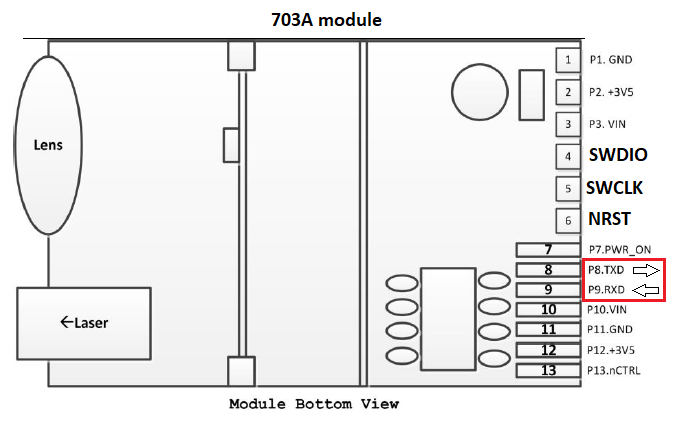 703A module
1 P1. GND
2 P2. +3V5
3 P3. VIN
Lens
4 SWDIO
5 SWCLK
6 NRST
7 P7.PWR_ON
8 P8.TXD
9 P9.RXD
10 P10.VIN
←Laser
11 P11.GND
12 P12.+3V5
13 P13.nCTRL
Module Bottom View